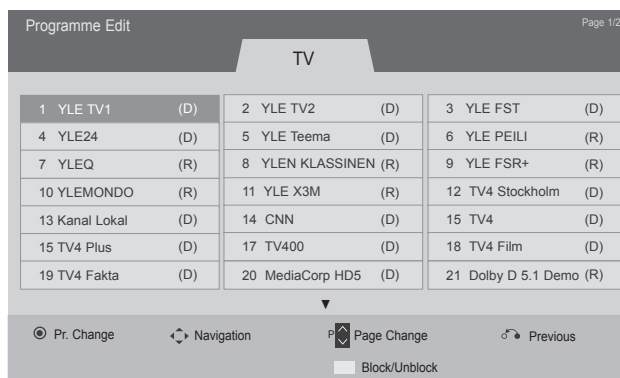 Programme Edit Page 1/2
TV
1 YLE TV1 (D) 2 YLE TV2 (D) 3 YLE FST (D)
4 YLE24 (D) 5 YLE Teema (D) 6 YLE PEILI (R)
7 YLEQ (R) 8 YLEN KLASSINEN (R) 9 YLE FSR+ (R)
10 YLEMONDO (R) 11 YLE X3M (R) 12 TV4 Stockholm (D)
13 Kanal Lokal (D) 14 CNN (D) 15 TV4 (D)
15 TV4 Plus (D) 17 TV400 (D) 18 TV4 Film (D)
19 TV4 Fakta (D) 20 MediaCorp HD5 (D) 21 Dolby D 5.1 Demo (R)
Pr. Change Navigation P Page Change Previous
Block/Unblock